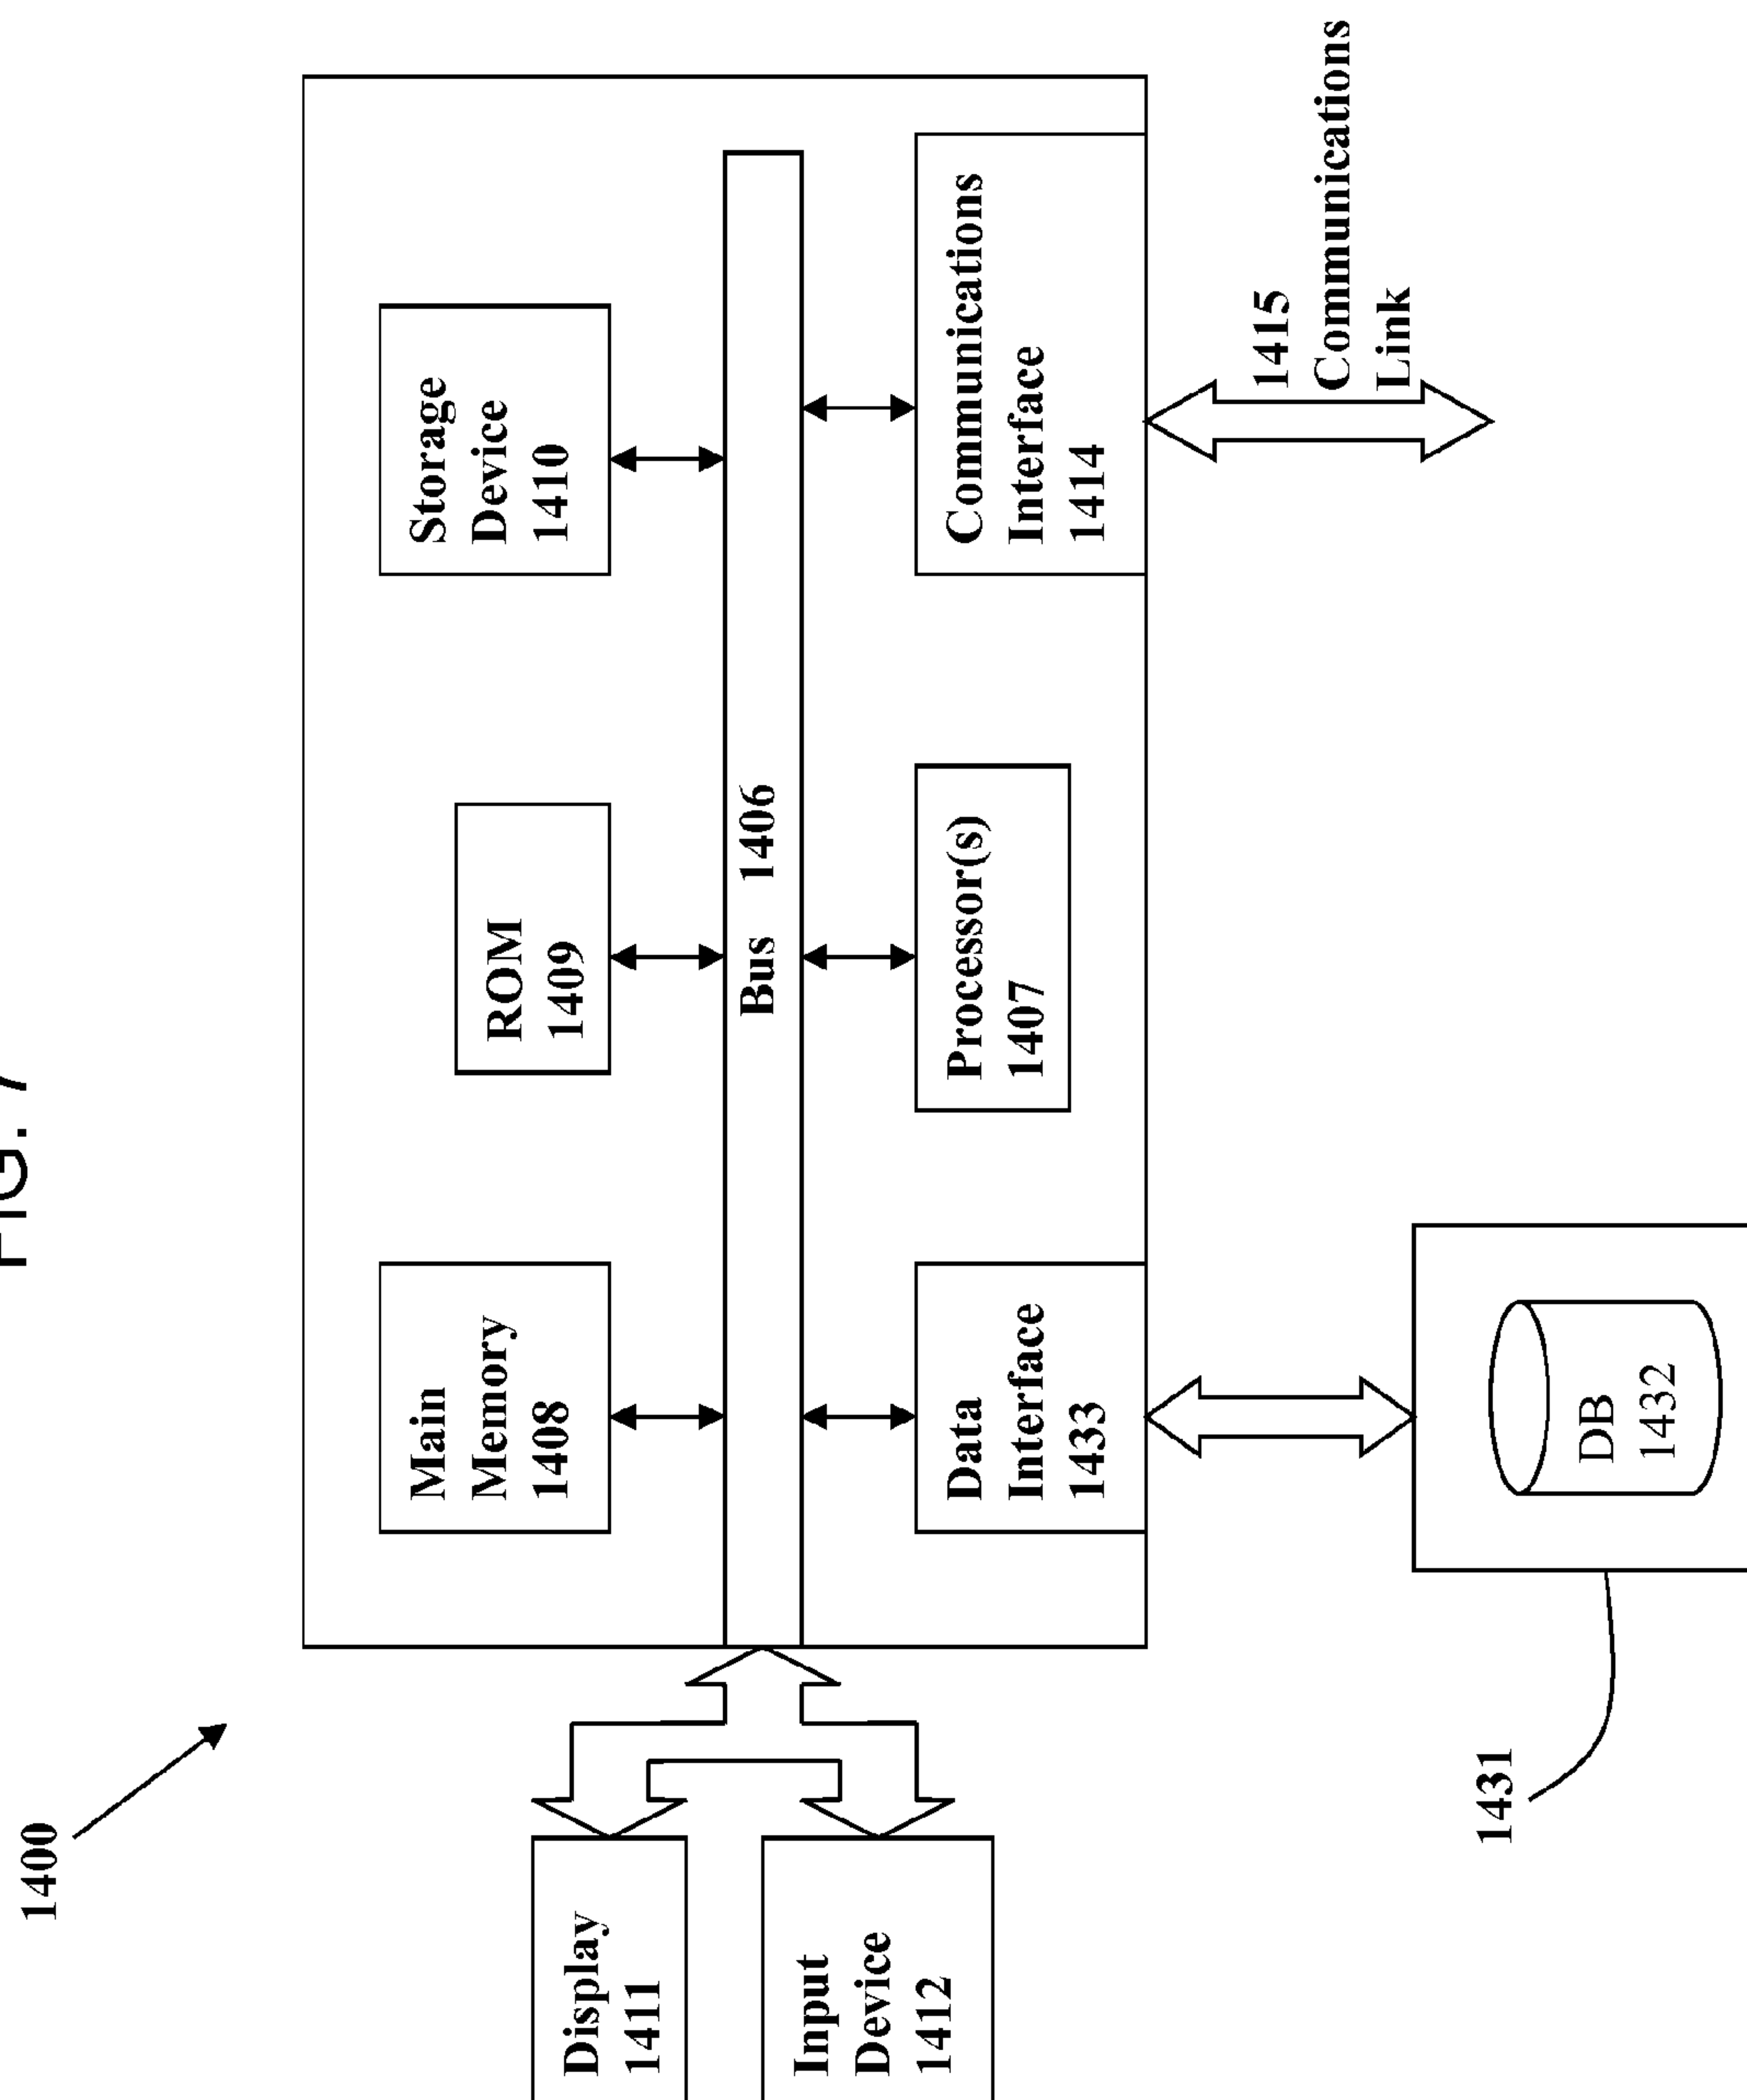 FIG. 7
1400
Main
Memory
1408
ROM
1409
Storage
Device
1410
Display
1411
Bus 1406
Input
Device
1412
Data
Interface
1433
Processor(s)
1407
Communications
Interface
1414
1415
Communications
Link
1431
DB
1432